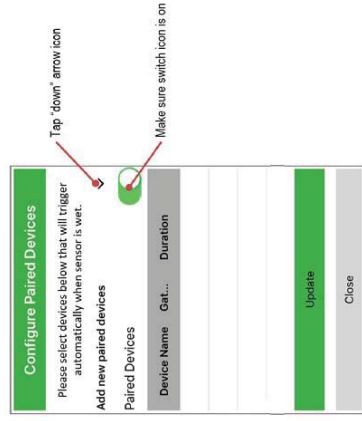 Configure Paired Devices
Please select devices below that will trigger
automatically when sensor is wet.
Add new paired devices
Paired Devices
Device Name Gat... Duration
Update
Close
Tap "down" arrow icon
Make sure switch icon is on